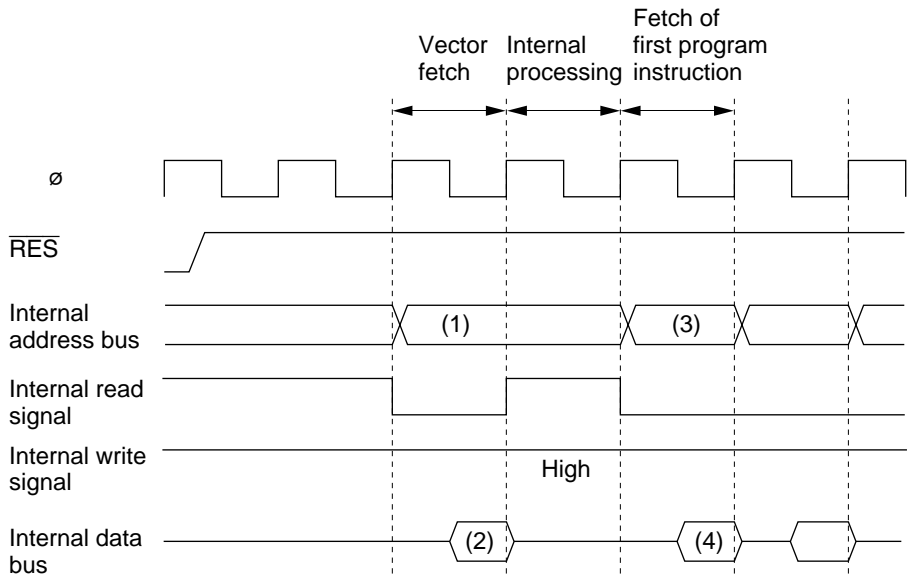 Vector
fetch
Internal
processing
Fetch of
first program
instruction
ø
RES
Internal
address bus
(1)
(3)
Internal read
signal
Internal write
signal
High
Internal data
bus
(2)
(4)